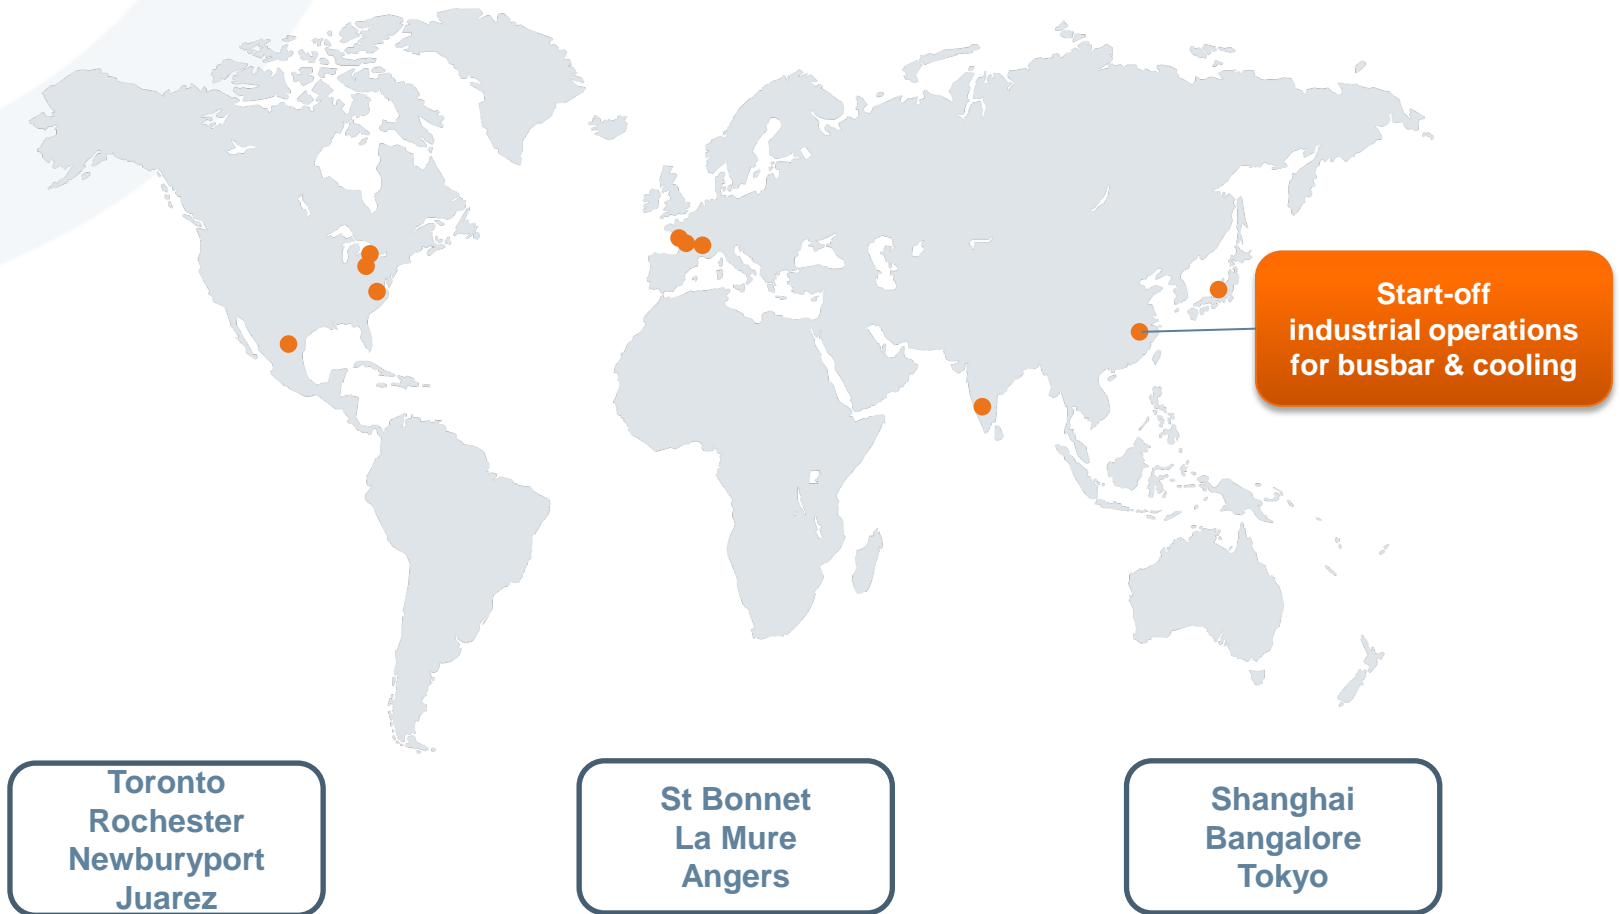 Start-off
industrial operations
for busbar & cooling
Toronto
Rochester
Newburyport
Juarez
St Bonnet
La Mure
Angers
Shanghai
Bangalore
Tokyo